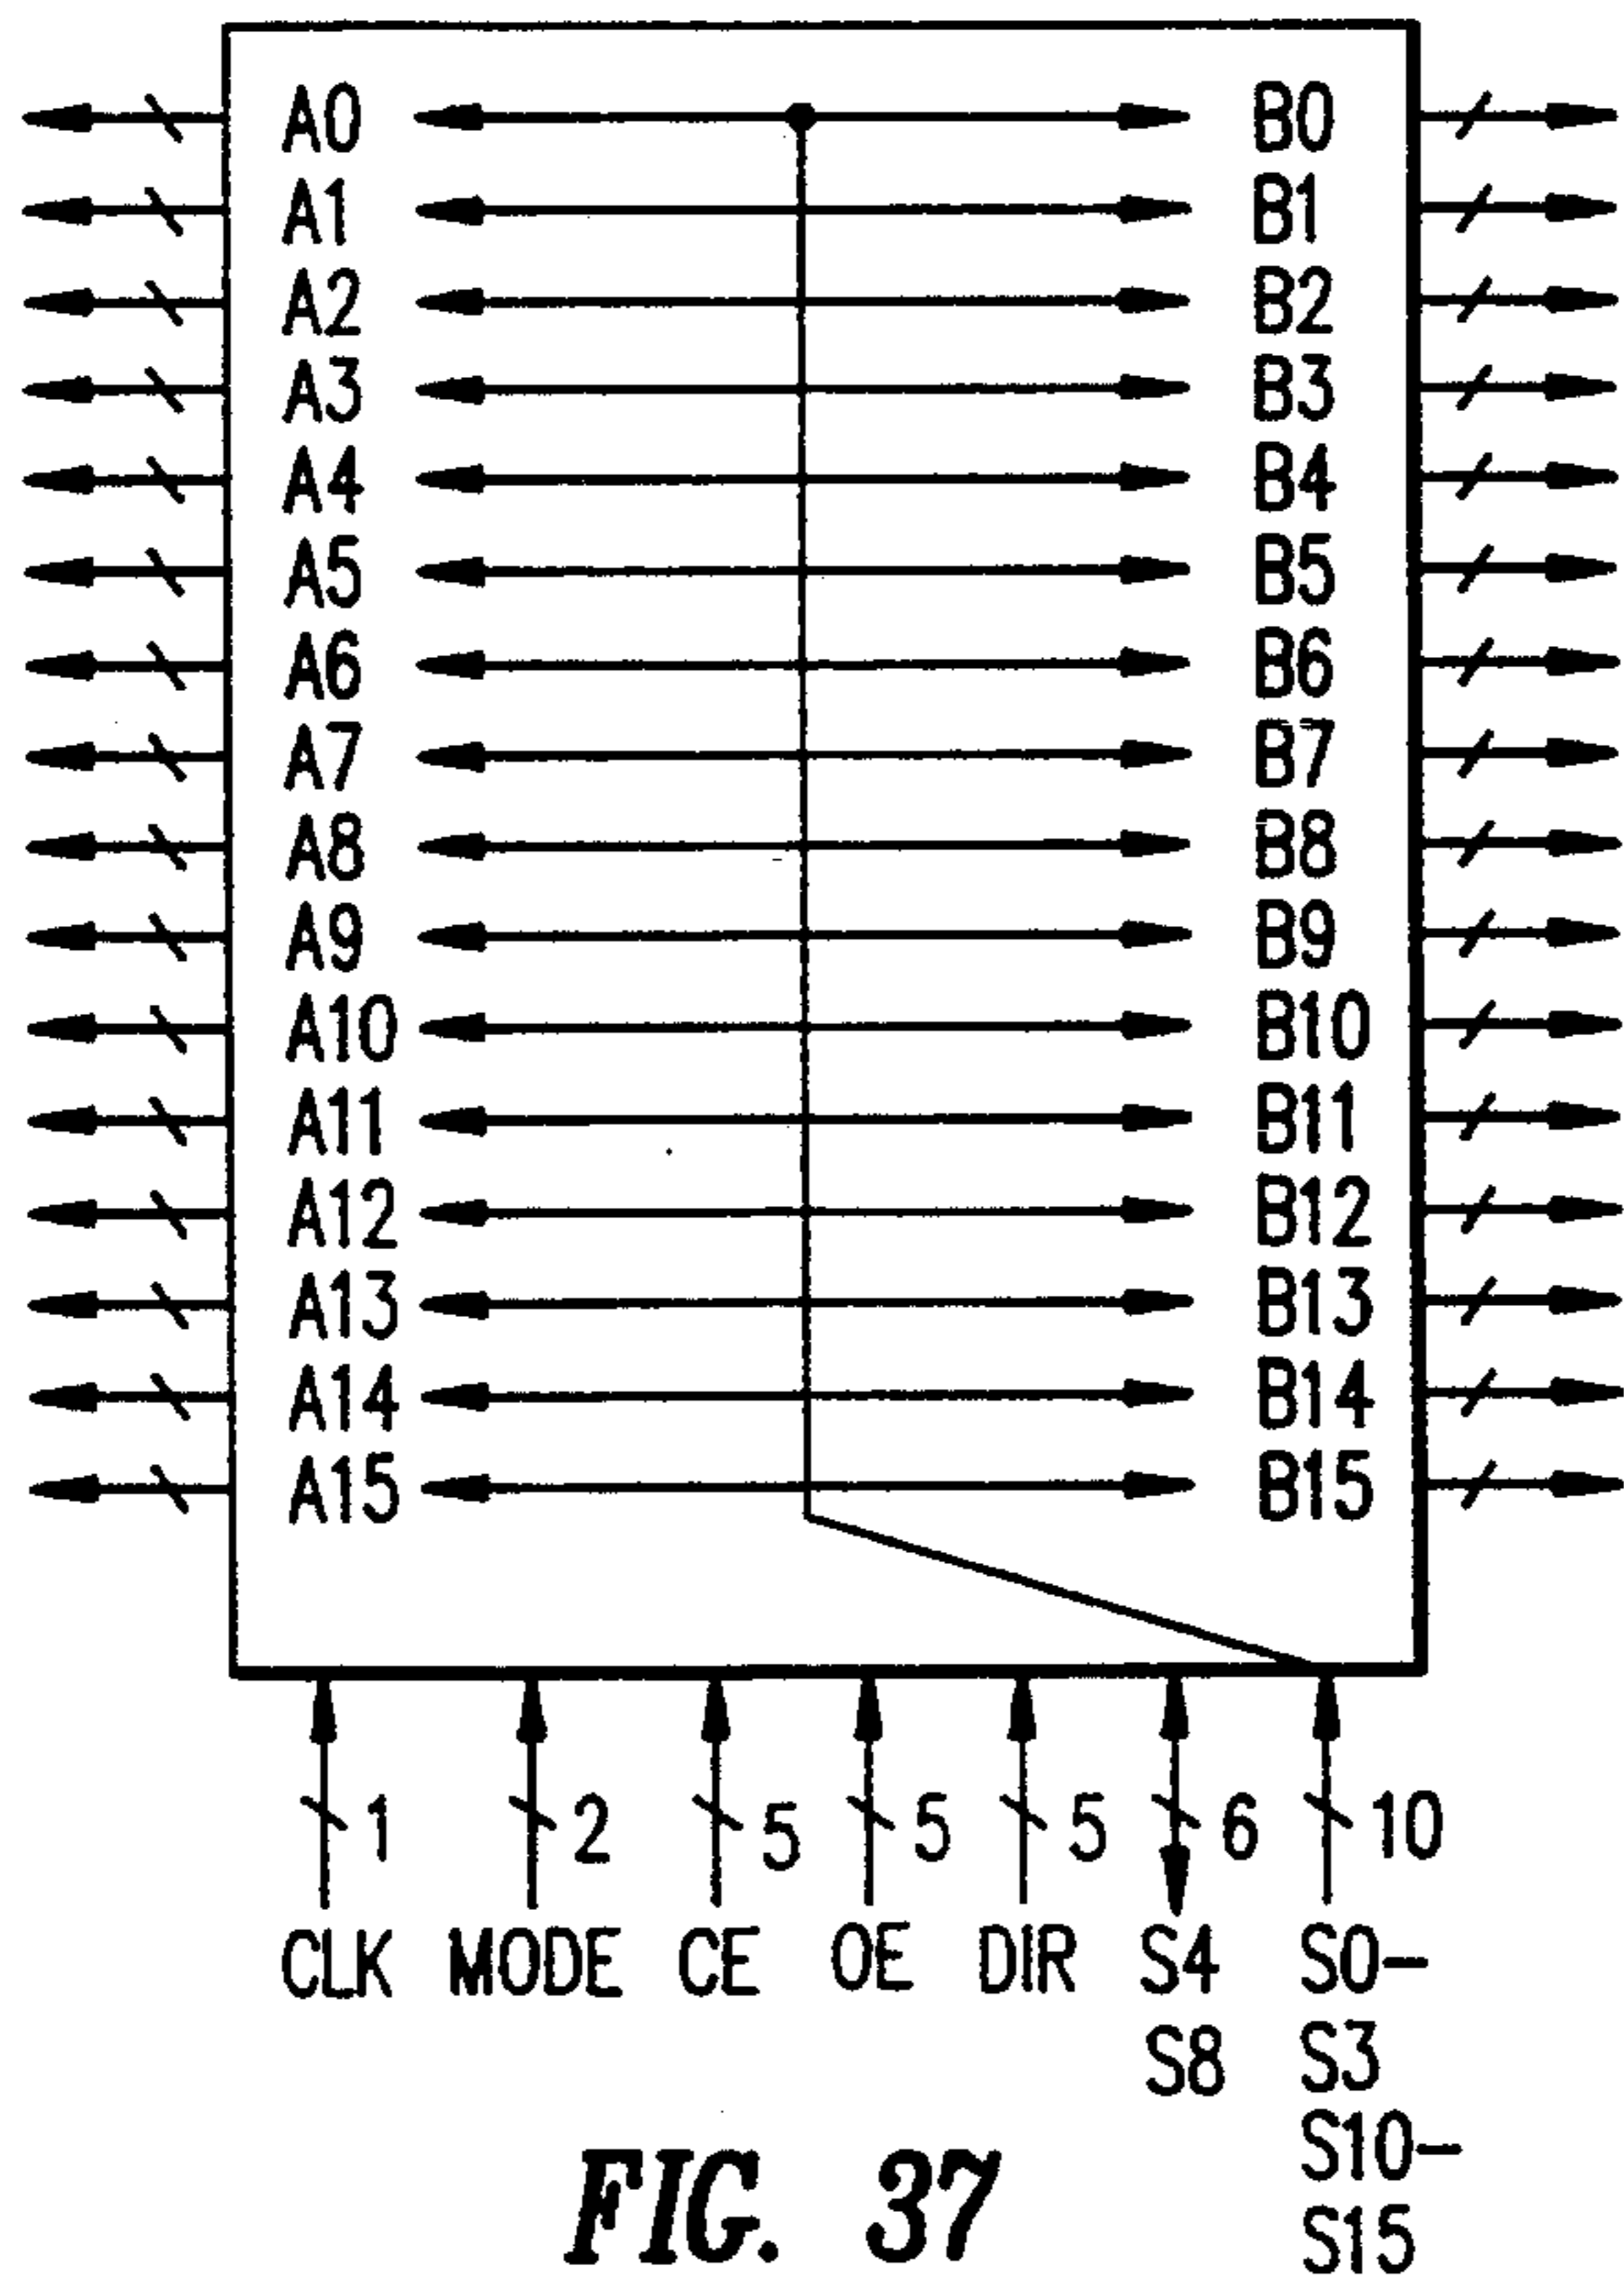 A0 B0
A1 B1
A2 B2
A3 B3
A4 B4
A5 B5
A6 B6
A7 B7
A8 B8
A9 B9
A10 B10
A11 B11
A12 B12
A13 B13
A14 B14
A15 B15
1 2 5 5 5 6 10
CLK MODE CE OE DIR S4 S0-
S8 S3
S10-
S15
FIG. 37